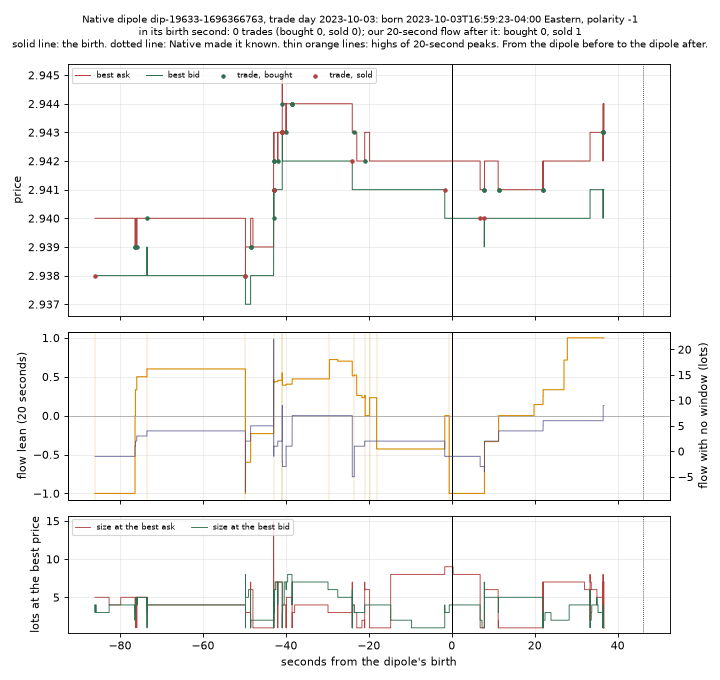 Native dipole dip-19633-1696366763, trade day 2023-10-03: born 2023-10-03T16:59:23-04:00 Eastern, polarity -1
in its birth second: 0 trades (bought 0, sold 0); our 20-second flow after it: bought 0, sold 1
solid line: the birth. dotted line: Native made it known. thin orange lines: highs of 20-second peaks. From the dipole before to the dipole after.
best ask
best bid
trade, bought
trade, sold
2.945
2.944
2.943
2.942
2.941
2.940
2.939
2.938
2.937
price
1.0
0.5
0.0
−0.5
−1.0
flow lean (20 seconds)
20
15
10
5
0
−5
flow with no window (lots)
size at the best ask
size at the best bid
15
10
5
lots at the best price
−80
−60
−40
−20
0
20
40
seconds from the dipole's birth